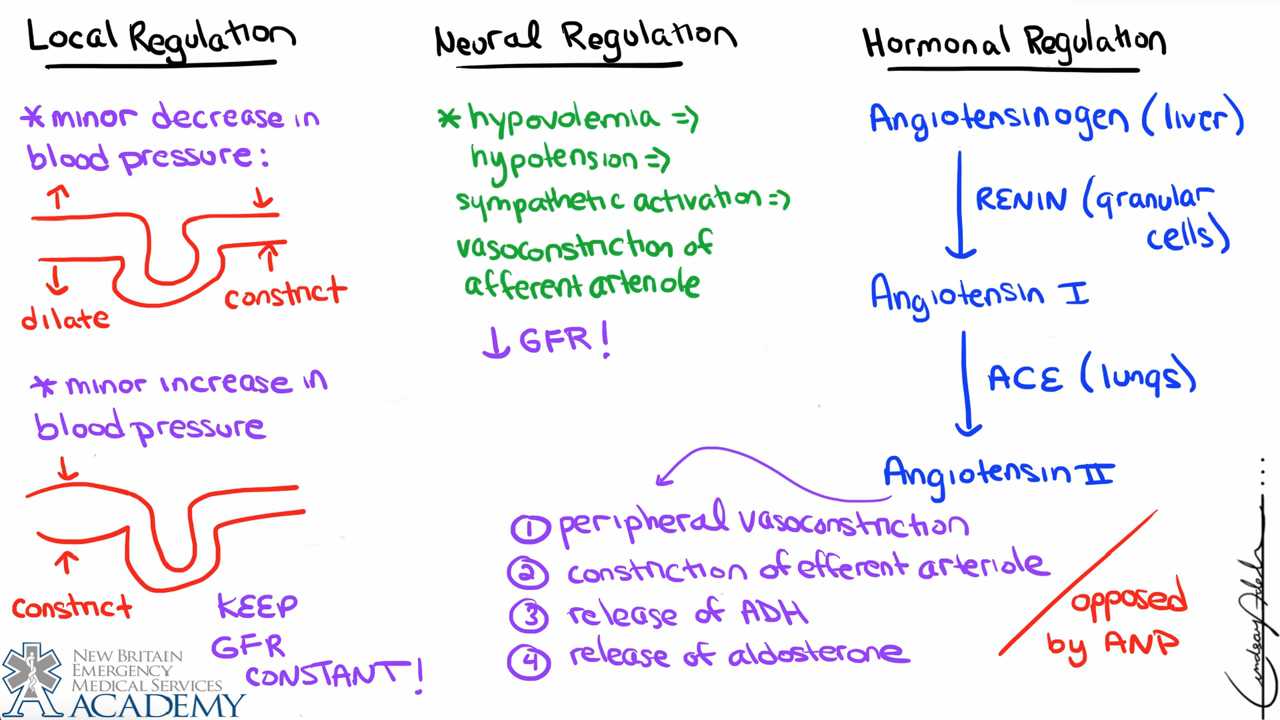 Local Regulation
* minor decrease in
blood pressure:
dilate
constrict
* minor increase in
blood pressure
constrict
KEEP
GFR
CONSTANT!
Neural Regulation
* hypovolemia =>
hypotension =>
sympathetic activation =>
vasoconstriction of
afferent arteriole
↓ GFR!
Hormonal Regulation
Angiotensinogen (liver)
RENIN (granular
cells)
Angiotensin I
ACE (lungs)
Angiotensin II
① peripheral vasoconstriction
② constriction of efferent arteriole
③ release of ADH
④ release of aldosterone
opposed
by ANP
NEW BRITAIN
EMERGENCY
MEDICAL SERVICES
ACADEMY